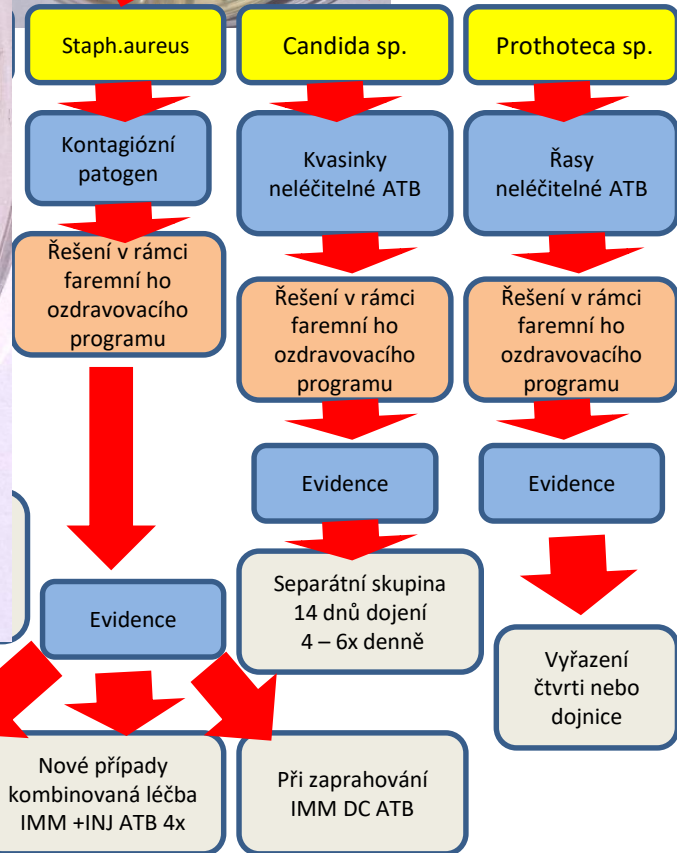 Staph.aureus
Kontagiózní
patogen
Řešení v rámci
faremní ho
ozdravovacího
programu
Evidence
Nové případy
kombinovaná léčba
IMM +INJ ATB 4x
Při zaprahování
IMM DC ATB
Candida sp.
Kvasinky
neléčitelné ATB
Řešení v rámci
faremní ho
ozdravovacího
programu
Evidence
Separátní skupina
14 dnů dojení
4 – 6x denně
Prothoteca sp.
Řasy
neléčitelné ATB
Řešení v rámci
faremní ho
ozdravovacího
programu
Evidence
Vyřazení
čtvrti nebo
dojnice